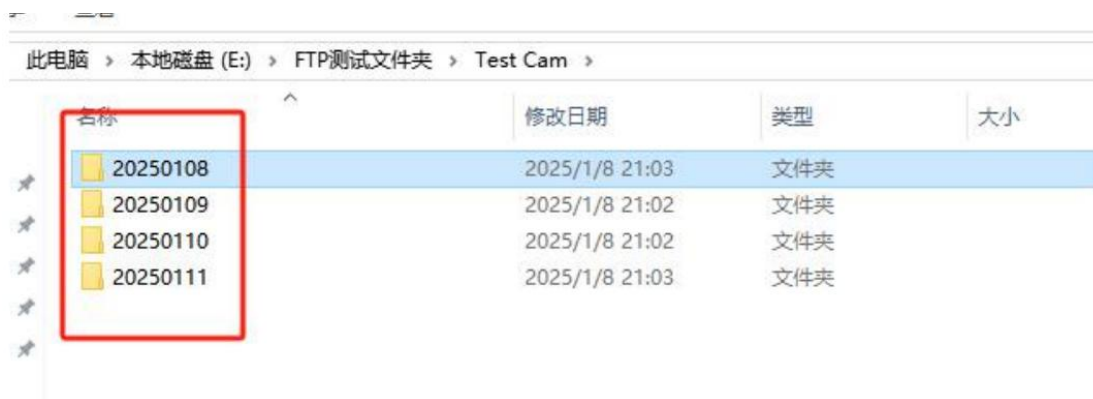 此电脑 > 本地磁盘 (E:) > FTP测试文件夹 > Test Cam >
名称 修改日期 类型 大小
20250108 2025/1/8 21:03 文件夹
20250109 2025/1/8 21:02 文件夹
20250110 2025/1/8 21:02 文件夹
20250111 2025/1/8 21:03 文件夹